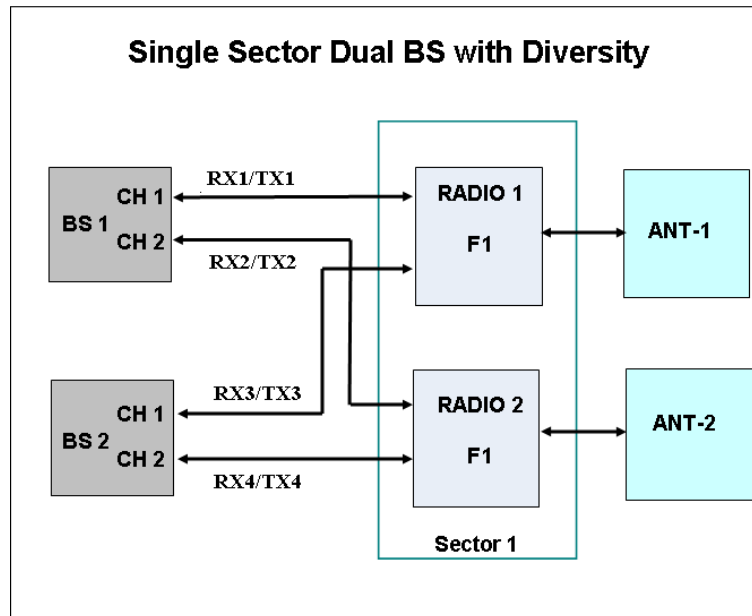 Single Sector Dual BS with Diversity
RX1/TX1
CH 1
BS 1
CH 2
RX2/TX2
RADIO 1
F1
ANT-1
RX3/TX3
CH 1
BS 2
CH 2
RX4/TX4
RADIO 2
F1
ANT-2
Sector 1